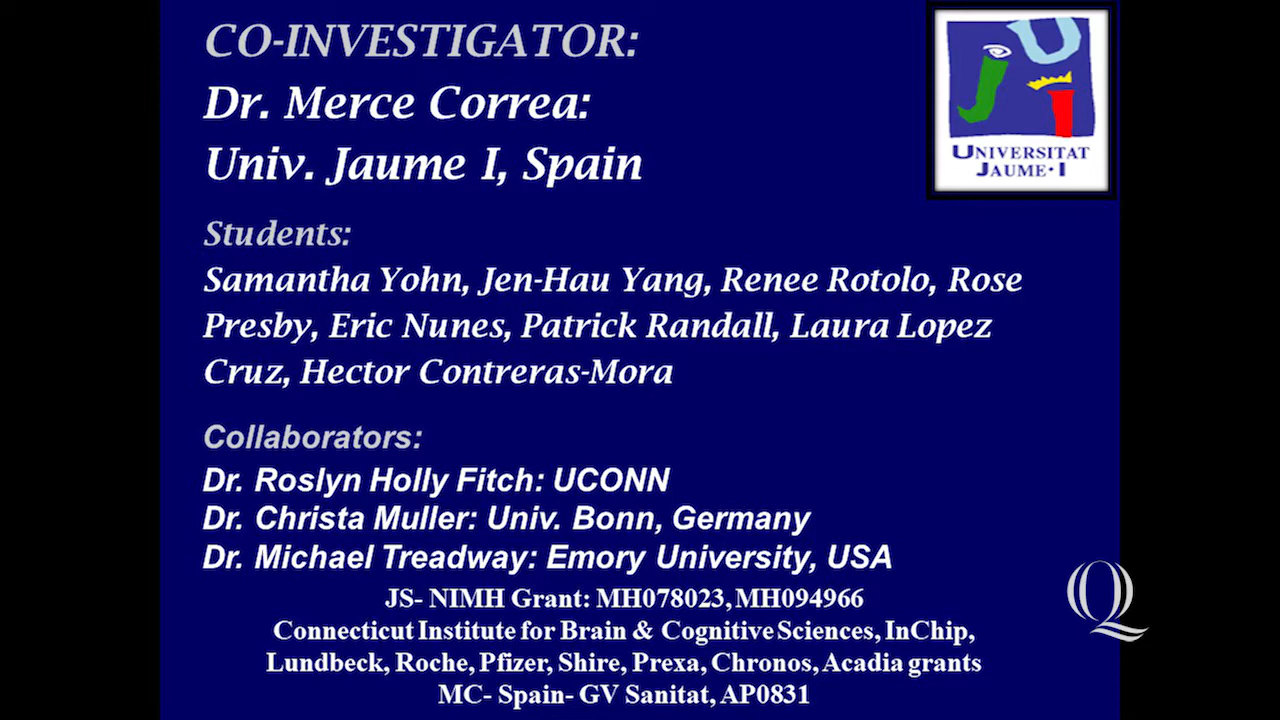 CO-INVESTIGATOR:
Dr. Merce Correa:
Univ. Jaume I, Spain
UJI
UNIVERSITAT
JAUME·I
Students:
Samantha Yohn, Jen-Hau Yang, Renee Rotolo, Rose
Presby, Eric Nunes, Patrick Randall, Laura Lopez
Cruz, Hector Contreras-Mora
Collaborators:
Dr. Roslyn Holly Fitch: UCONN
Dr. Christa Muller: Univ. Bonn, Germany
Dr. Michael Treadway: Emory University, USA
JS- NIMH Grant: MH078023, MH094966
Connecticut Institute for Brain & Cognitive Sciences, InChip,
Lundbeck, Roche, Pfizer, Shire, Prexa, Chronos, Acadia grants
MC- Spain- GV Sanitat, AP0831
Q